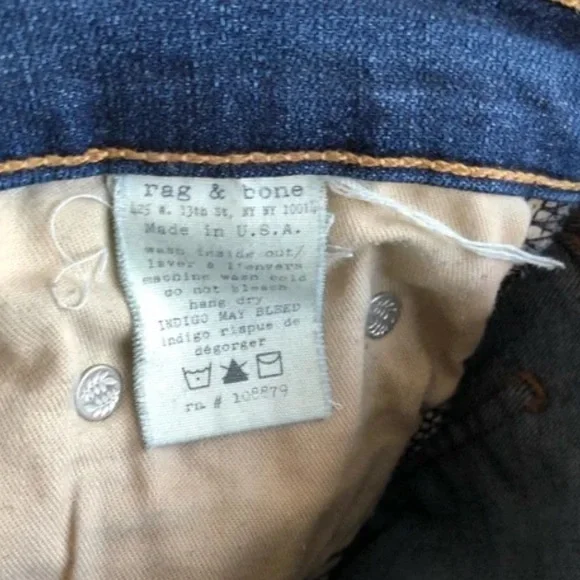 rag & bone
425 W. 13th St, NY NY 10014
Made in U.S.A.
wash inside out/
laver a l'envers
machine wash cold
do not bleach
hang dry
INDIGO MAY BLEED
indigo risque de
dégorger
rn # 108879